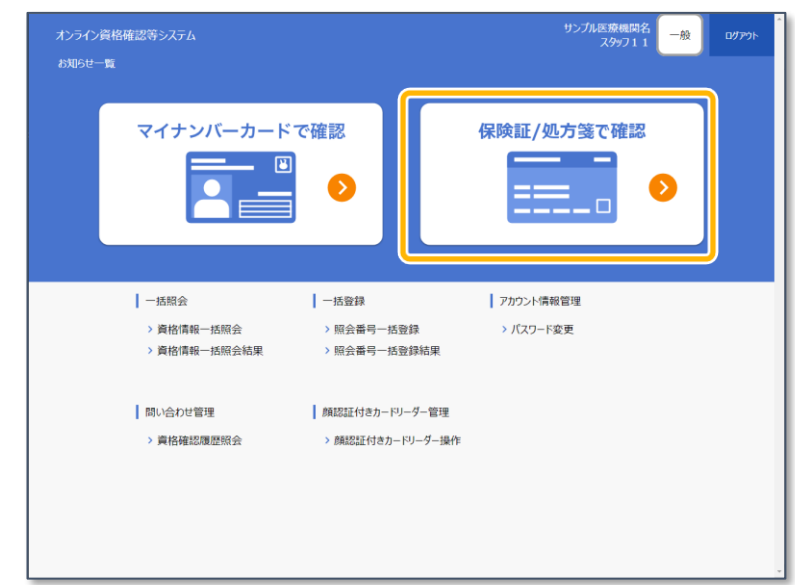 オンライン資格確認等システム
サンプル医療機関名
スタッフ１１
一般
ログアウト
お知らせ一覧
マイナンバーカードで確認
保険証/処方箋で確認
一括照会
資格情報一括照会
資格情報一括照会結果
一括登録
照会番号一括登録
照会番号一括登録結果
アカウント情報管理
パスワード変更
問い合わせ管理
資格確認履歴照会
顔認証付きカードリーダー管理
顔認証付きカードリーダー操作